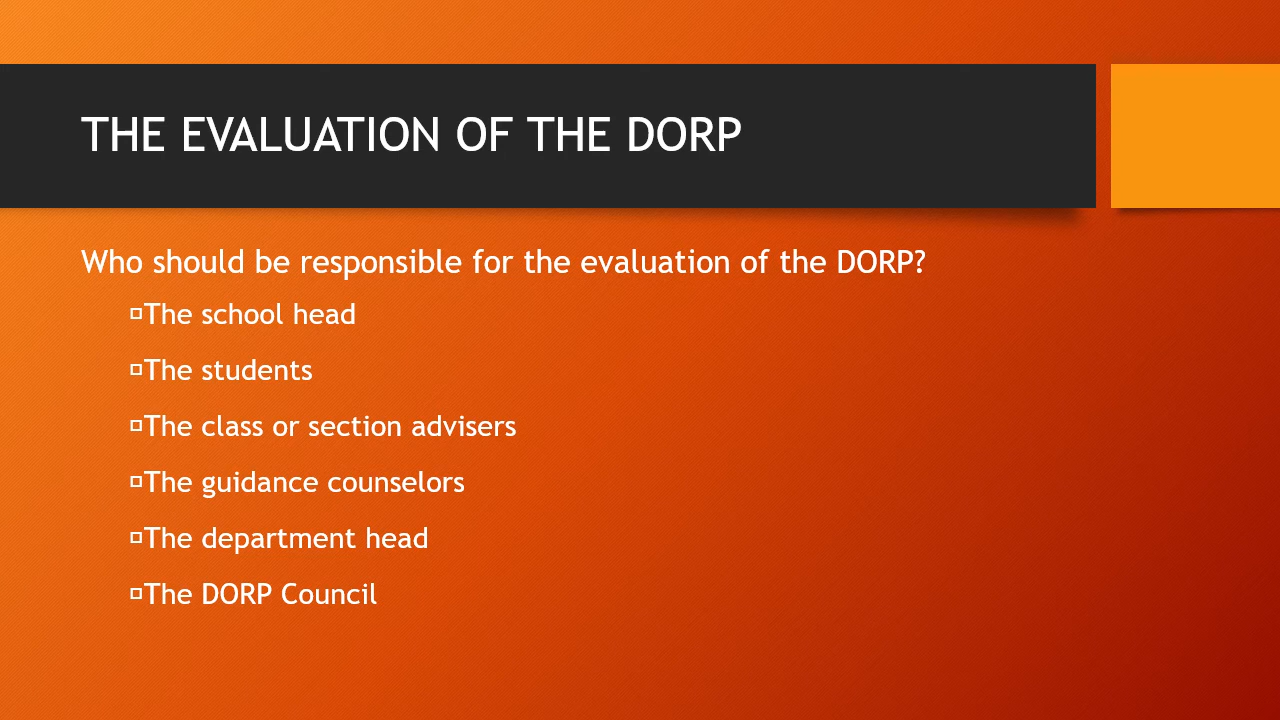 THE EVALUATION OF THE DORP
Who should be responsible for the evaluation of the DORP?
▫The school head
▫The students
▫The class or section advisers
▫The guidance counselors
▫The department head
▫The DORP Council